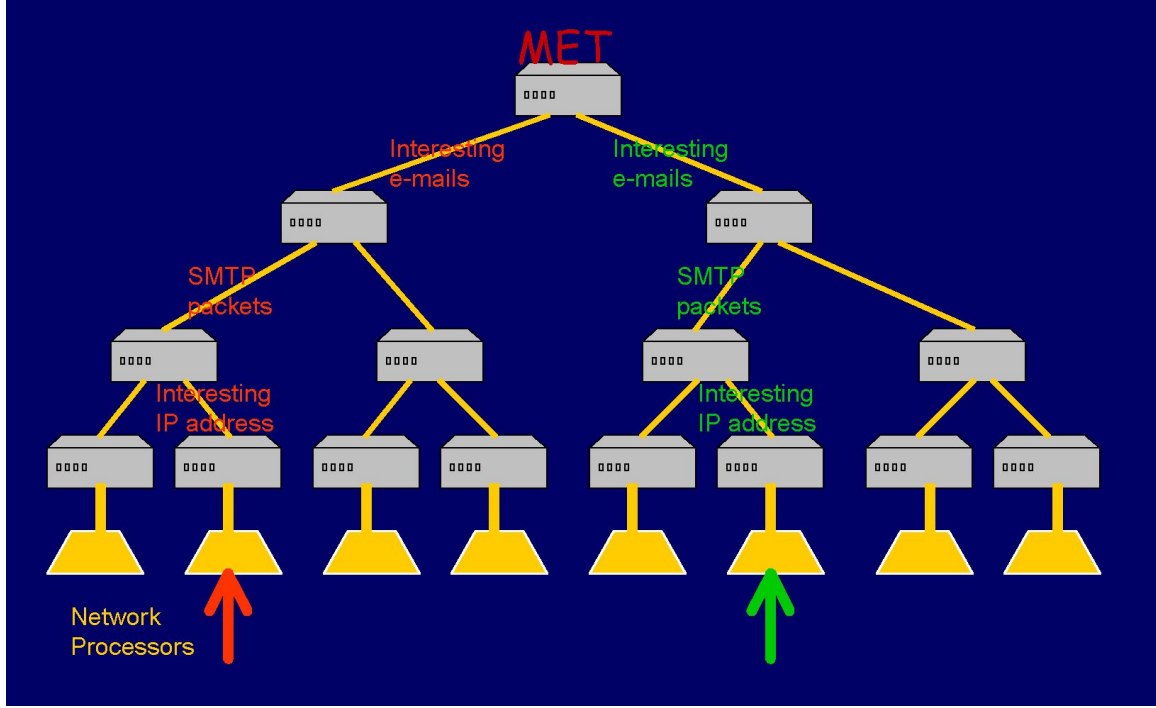 MET
Interesting
e-mails
Interesting
e-mails
SMTP
packets
SMTP
packets
Interesting
IP address
Interesting
IP address
Network
Processors